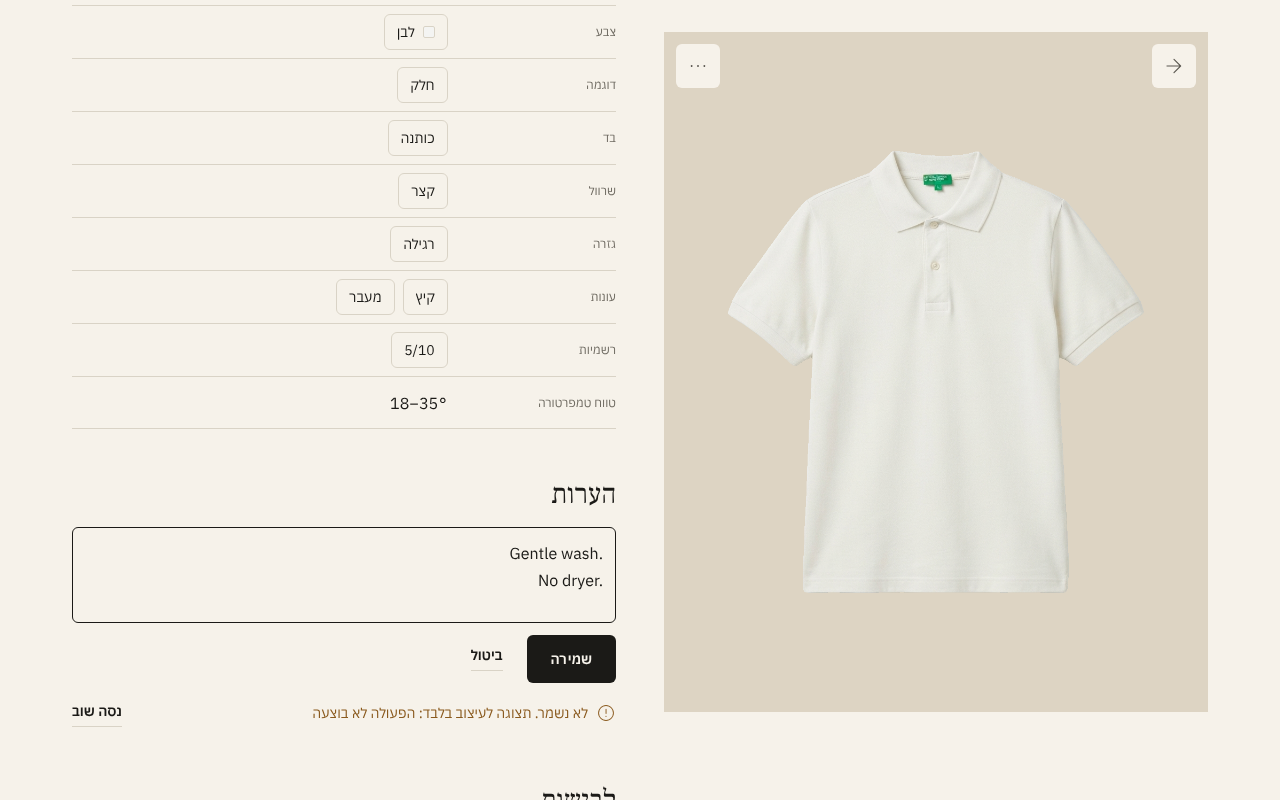 צבע
לבן
דוגמה
חלק
בד
כותנה
שרוול
קצר
גזרה
רגילה
עונות
קיץ
מעבר
רשמיות
5/10
טווח טמפרטורה
18–35°
הערות
Gentle wash.
No dryer.
שמירה
ביטול
לא נשמר. תצוגה לעיצוב בלבד: הפעולה לא בוצעה
נסה שוב